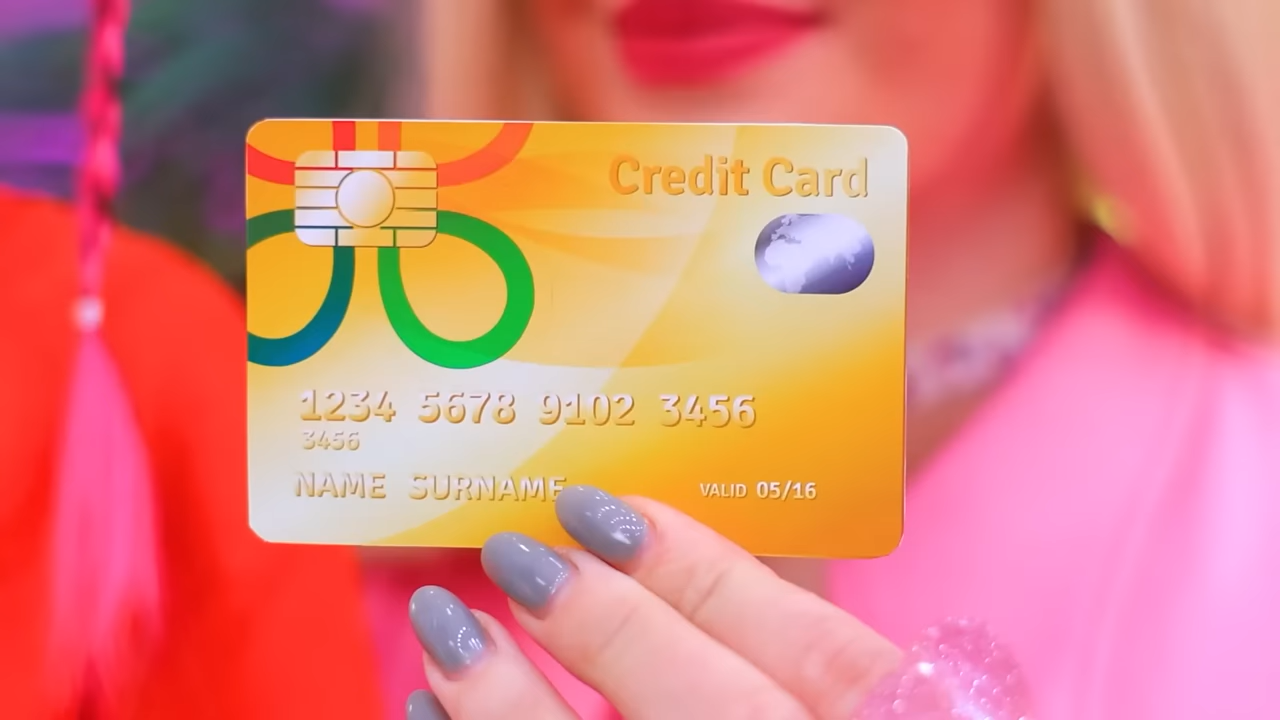 Credit Card
1234 5678 9102 3456
3456
NAME SURNAME
VALID 05/16